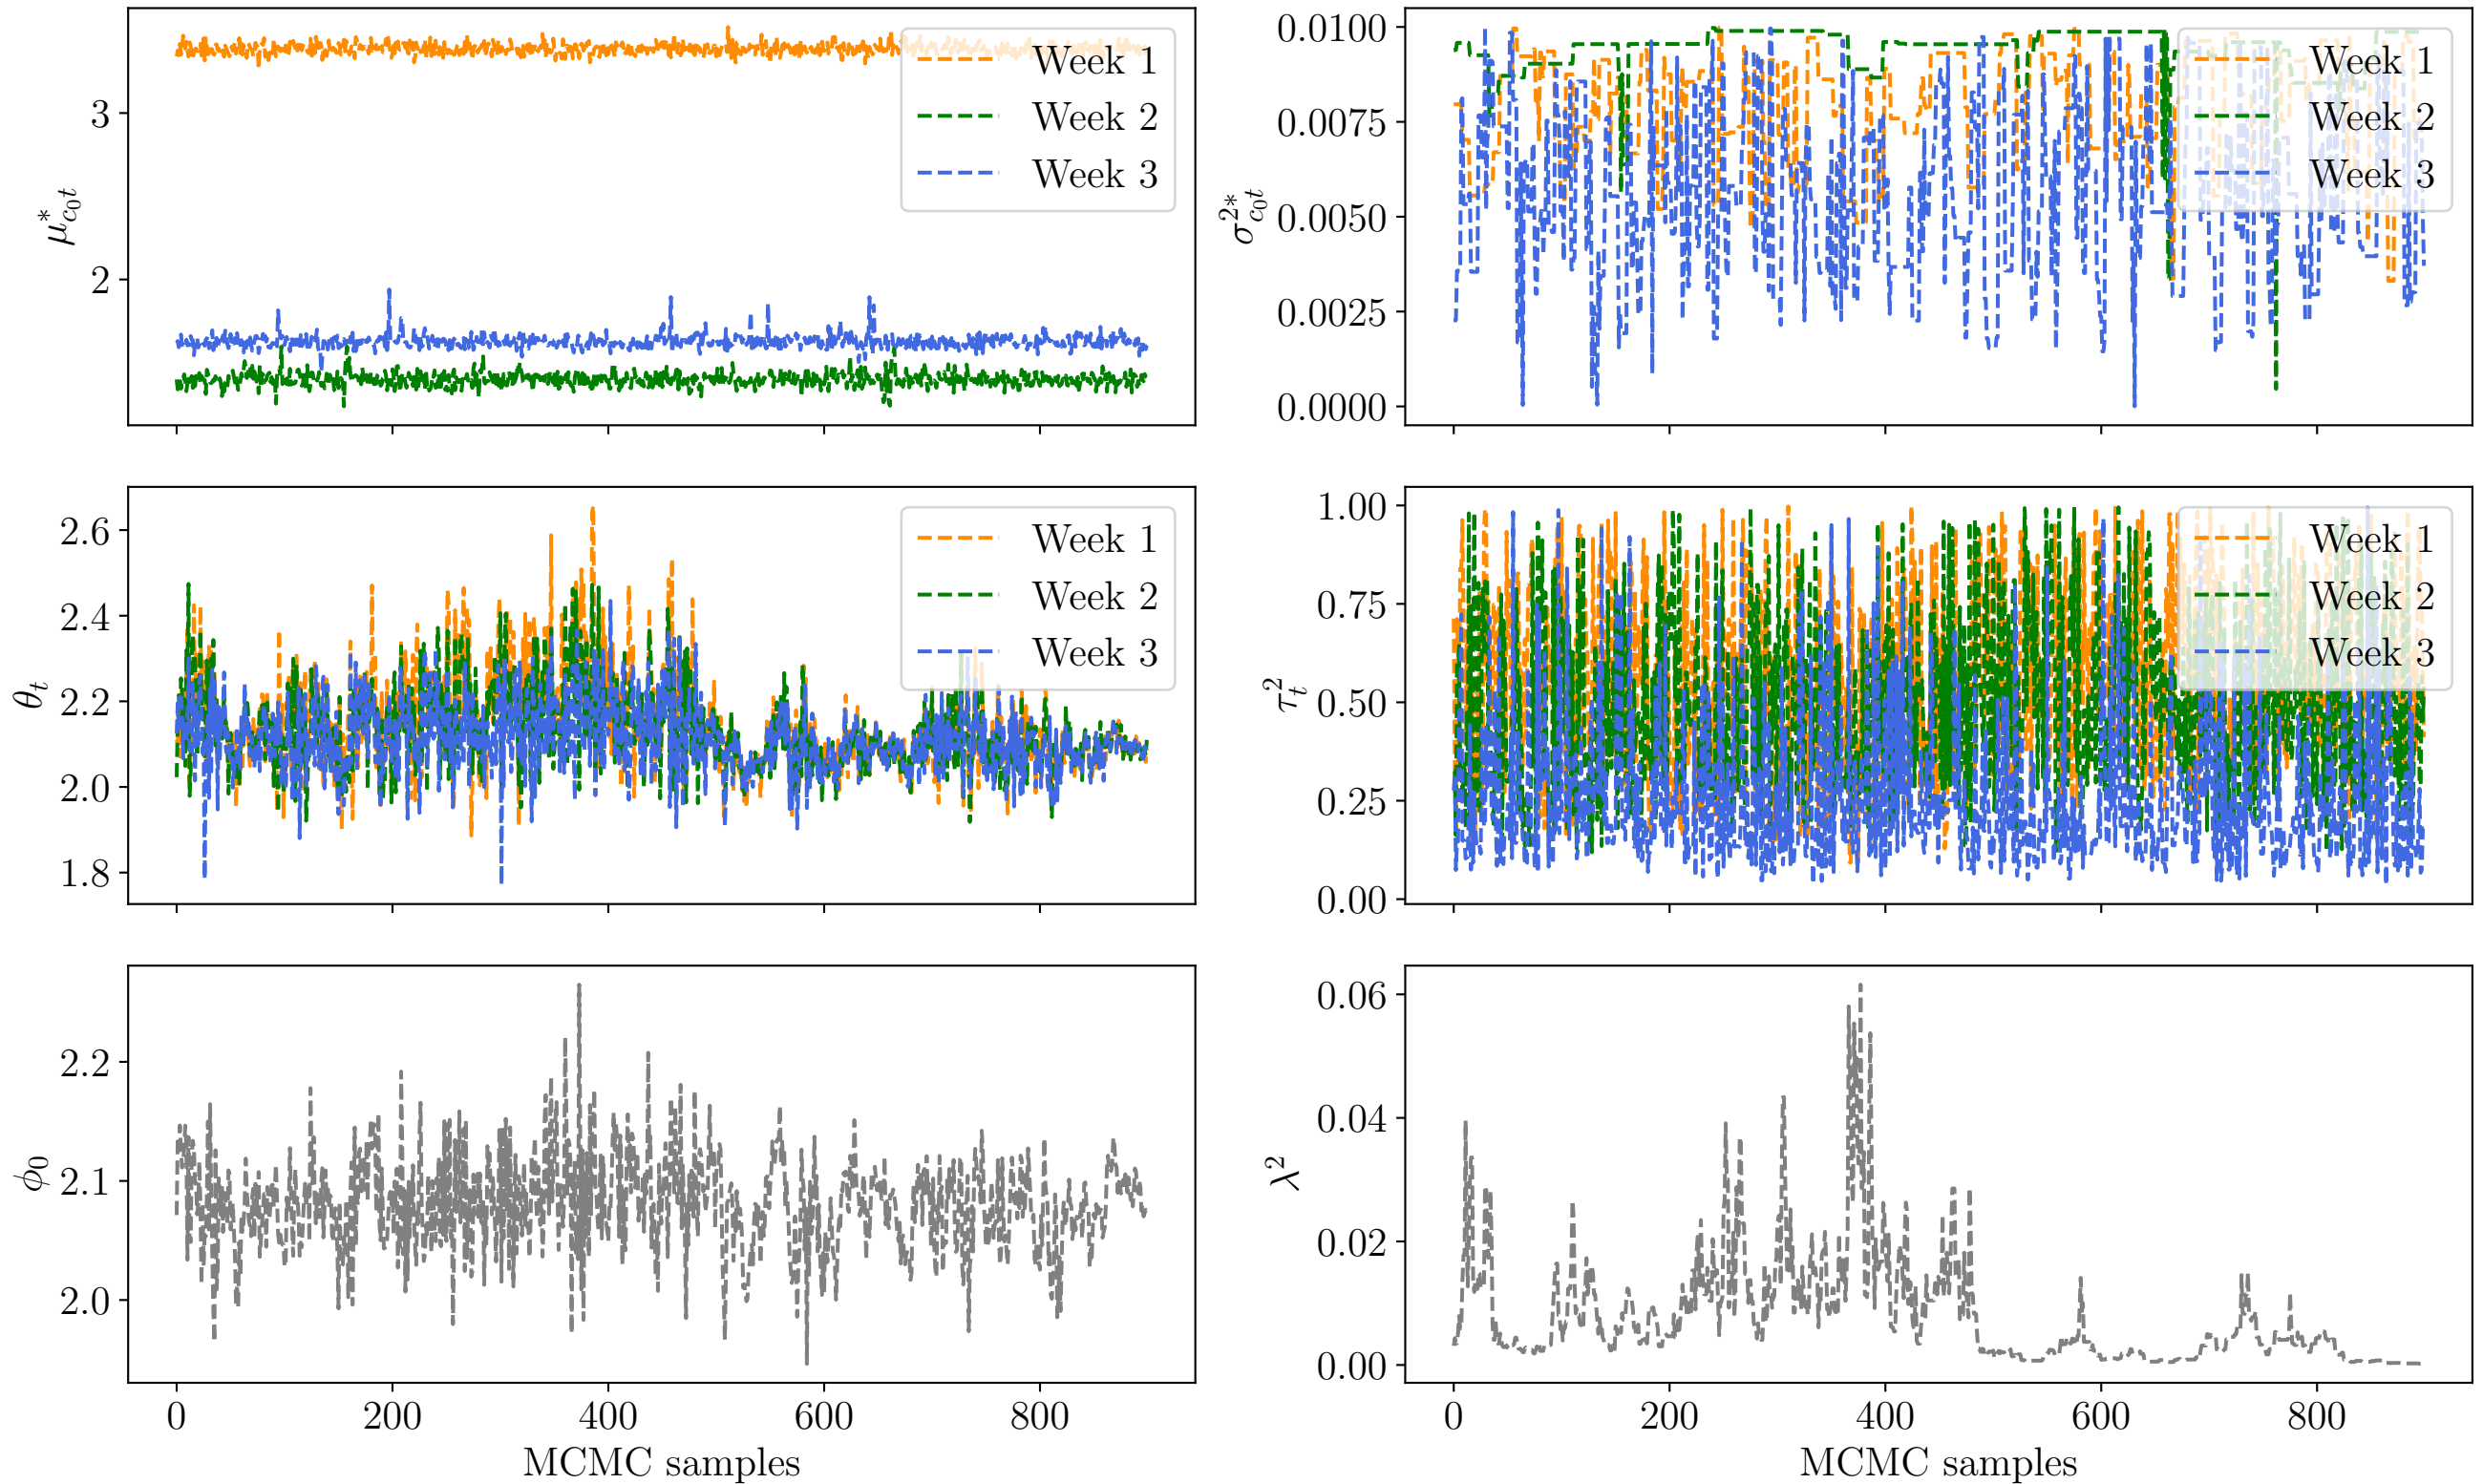 3
2
μ*c₀t
Week 1
Week 2
Week 3
0.0100
0.0075
0.0050
0.0025
0.0000
σ²*c₀t
Week 1
Week 2
Week 3
2.6
2.4
2.2
2.0
1.8
θt
Week 1
Week 2
Week 3
1.00
0.75
0.50
0.25
0.00
τ²t
Week 1
Week 2
Week 3
2.2
2.1
2.0
ϕ₀
0 200 400 600 800
MCMC samples
0.06
0.04
0.02
0.00
λ²
0 200 400 600 800
MCMC samples